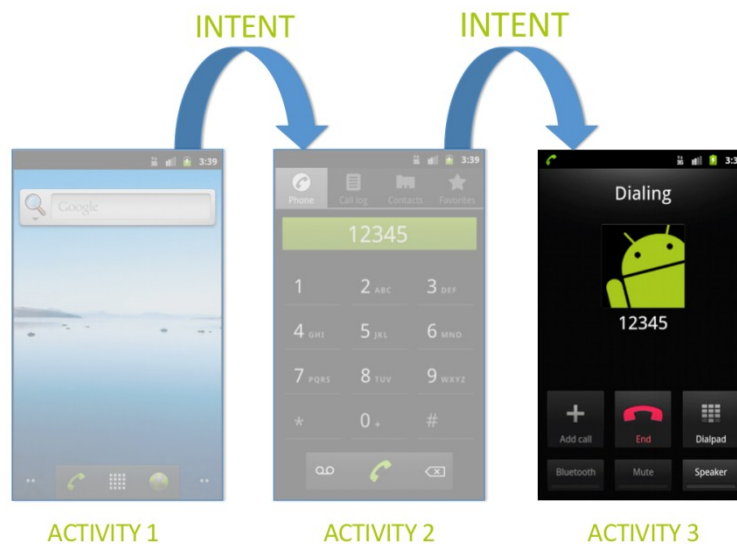 INTENT
INTENT
3:39
Google
3:39
Phone
Call log
Contacts
Favorites
12345
1
2 ABC
3 DEF
4 GHI
5 JKL
6 MNO
7 PQRS
8 TUV
9 WXYZ
*
0 +
#
3:3
Dialing
12345
Add call
End
Dialpad
Bluetooth
Mute
Speaker
ACTIVITY 1
ACTIVITY 2
ACTIVITY 3